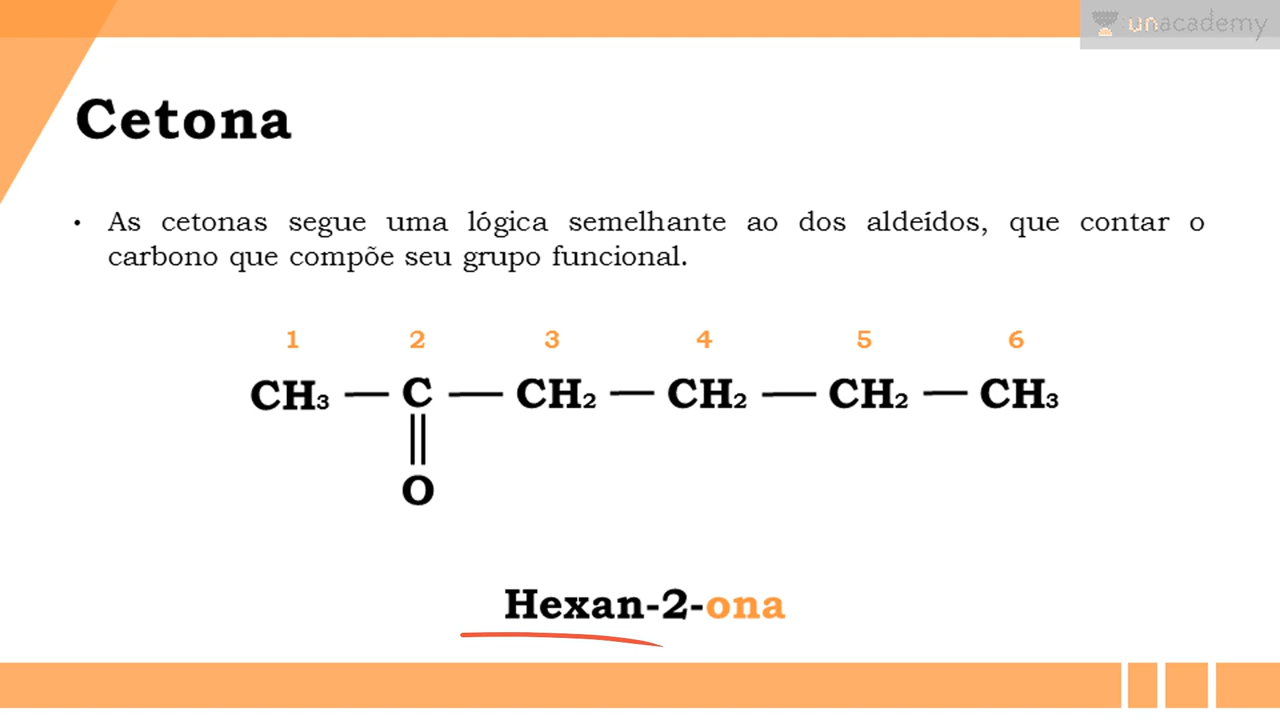 unacademy
Cetona
• As cetonas segue uma lógica semelhante ao dos aldeídos, que contar o
carbono que compõe seu grupo funcional.
1 2 3 4 5 6
CH₃ — C — CH₂ — CH₂ — CH₂ — CH₃
||
O
Hexan-2-ona